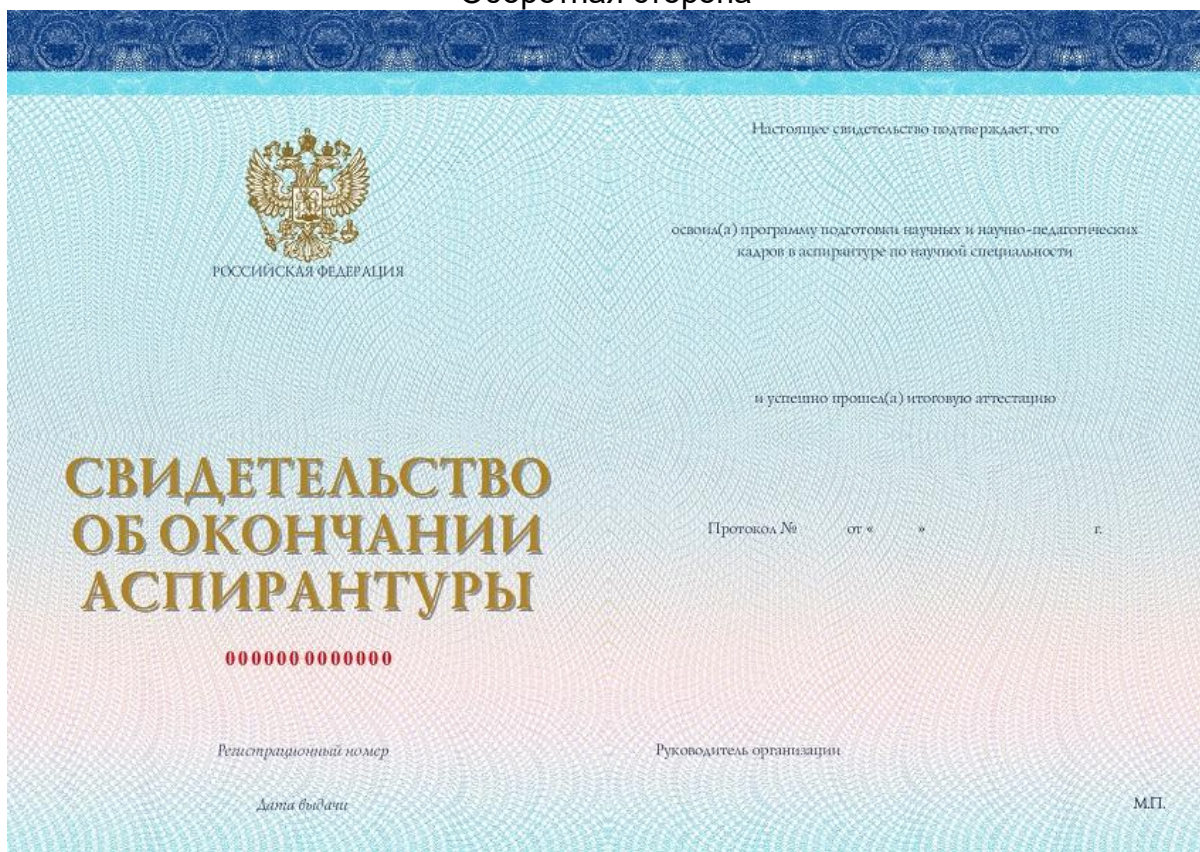 Оборотная сторона
РОССИЙСКАЯ ФЕДЕРАЦИЯ
СВИДЕТЕЛЬСТВО
ОБ ОКОНЧАНИИ
АСПИРАНТУРЫ
000000 0000000
Регистрационный номер
Дата выдачи
Настоящее свидетельство подтверждает, что
освоил(а) программу подготовки научных и научно-педагогических
кадров в аспирантуре по научной специальности
и успешно прошел(а) итоговую аттестацию
Протокол № от « » г.
Руководитель организации
М.П.